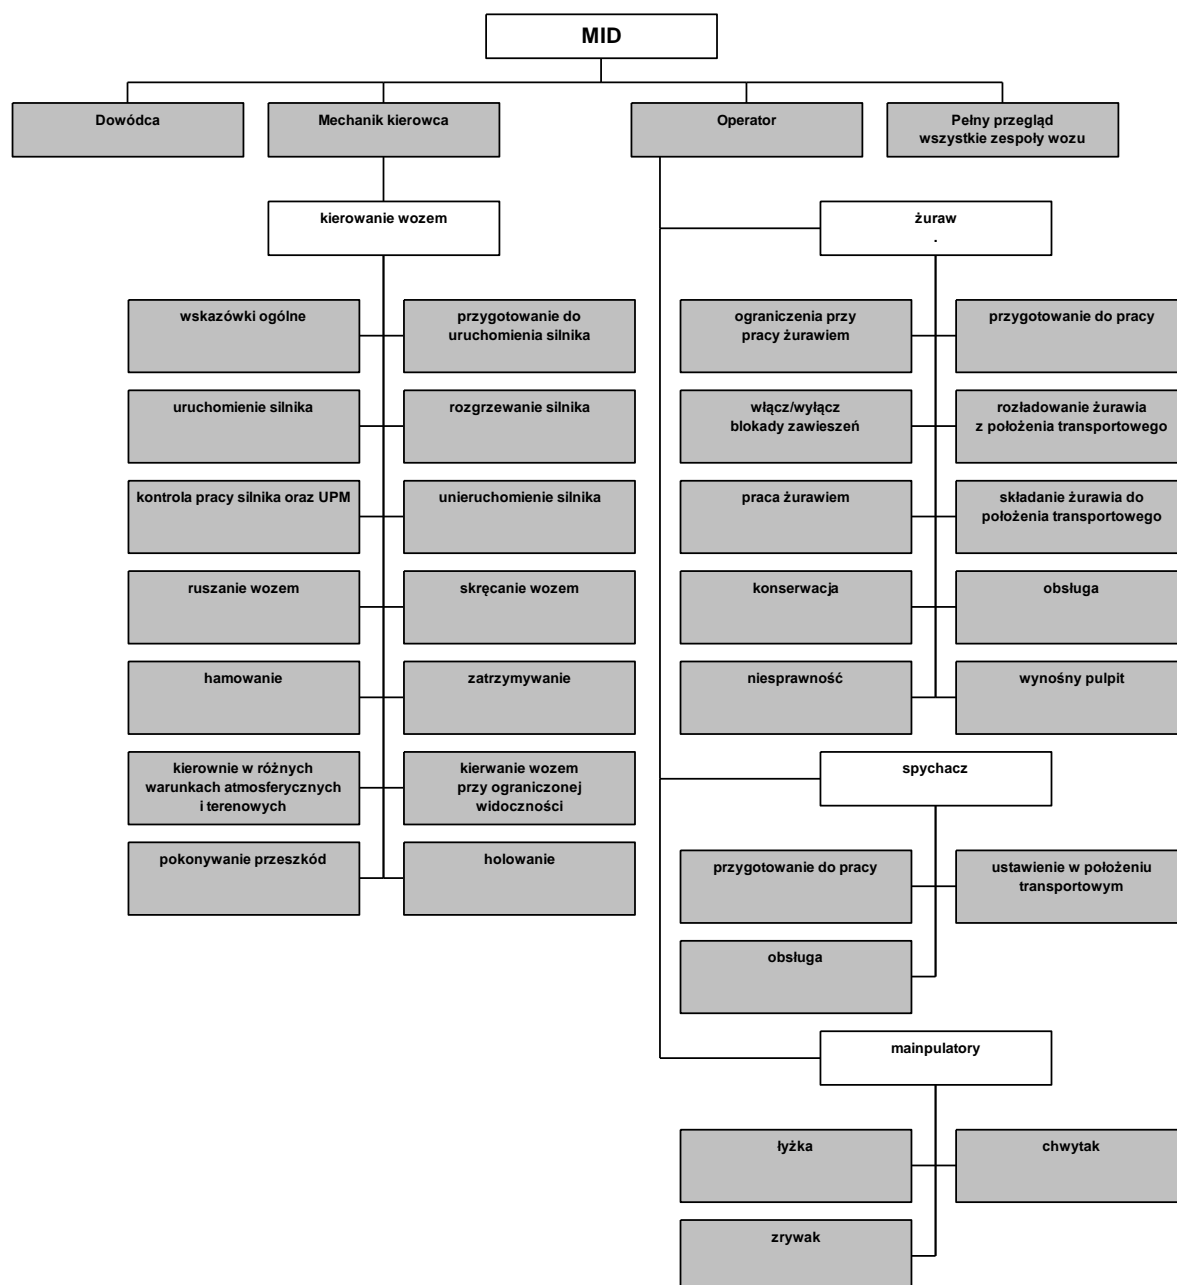 MID
Dowódca
Mechanik kierowca
Operator
Pełny przegląd
wszystkie zespoły wozu
kierowanie wozem
wskazówki ogólne
przygotowanie do
uruchomienia silnika
uruchomienie silnika
rozgrzewanie silnika
kontrola pracy silnika oraz UPM
unieruchomienie silnika
ruszanie wozem
skręcanie wozem
hamowanie
zatrzymywanie
kierownie w różnych
warunkach atmosferycznych
i terenowych
kierwanie wozem
przy ograniczonej
widoczności
pokonywanie przeszkód
holowanie
żuraw
.
ograniczenia przy
pracy żurawiem
przygotowanie do pracy
włącz/wyłącz
blokady zawieszeń
rozładowanie żurawia
z położenia transportowego
praca żurawiem
składanie żurawia do
położenia transportowego
konserwacja
obsługa
niesprawność
wynośny pulpit
spychacz
przygotowanie do pracy
ustawienie w położeniu
transportowym
obsługa
mainpulatory
łyżka
chwytak
zrywak